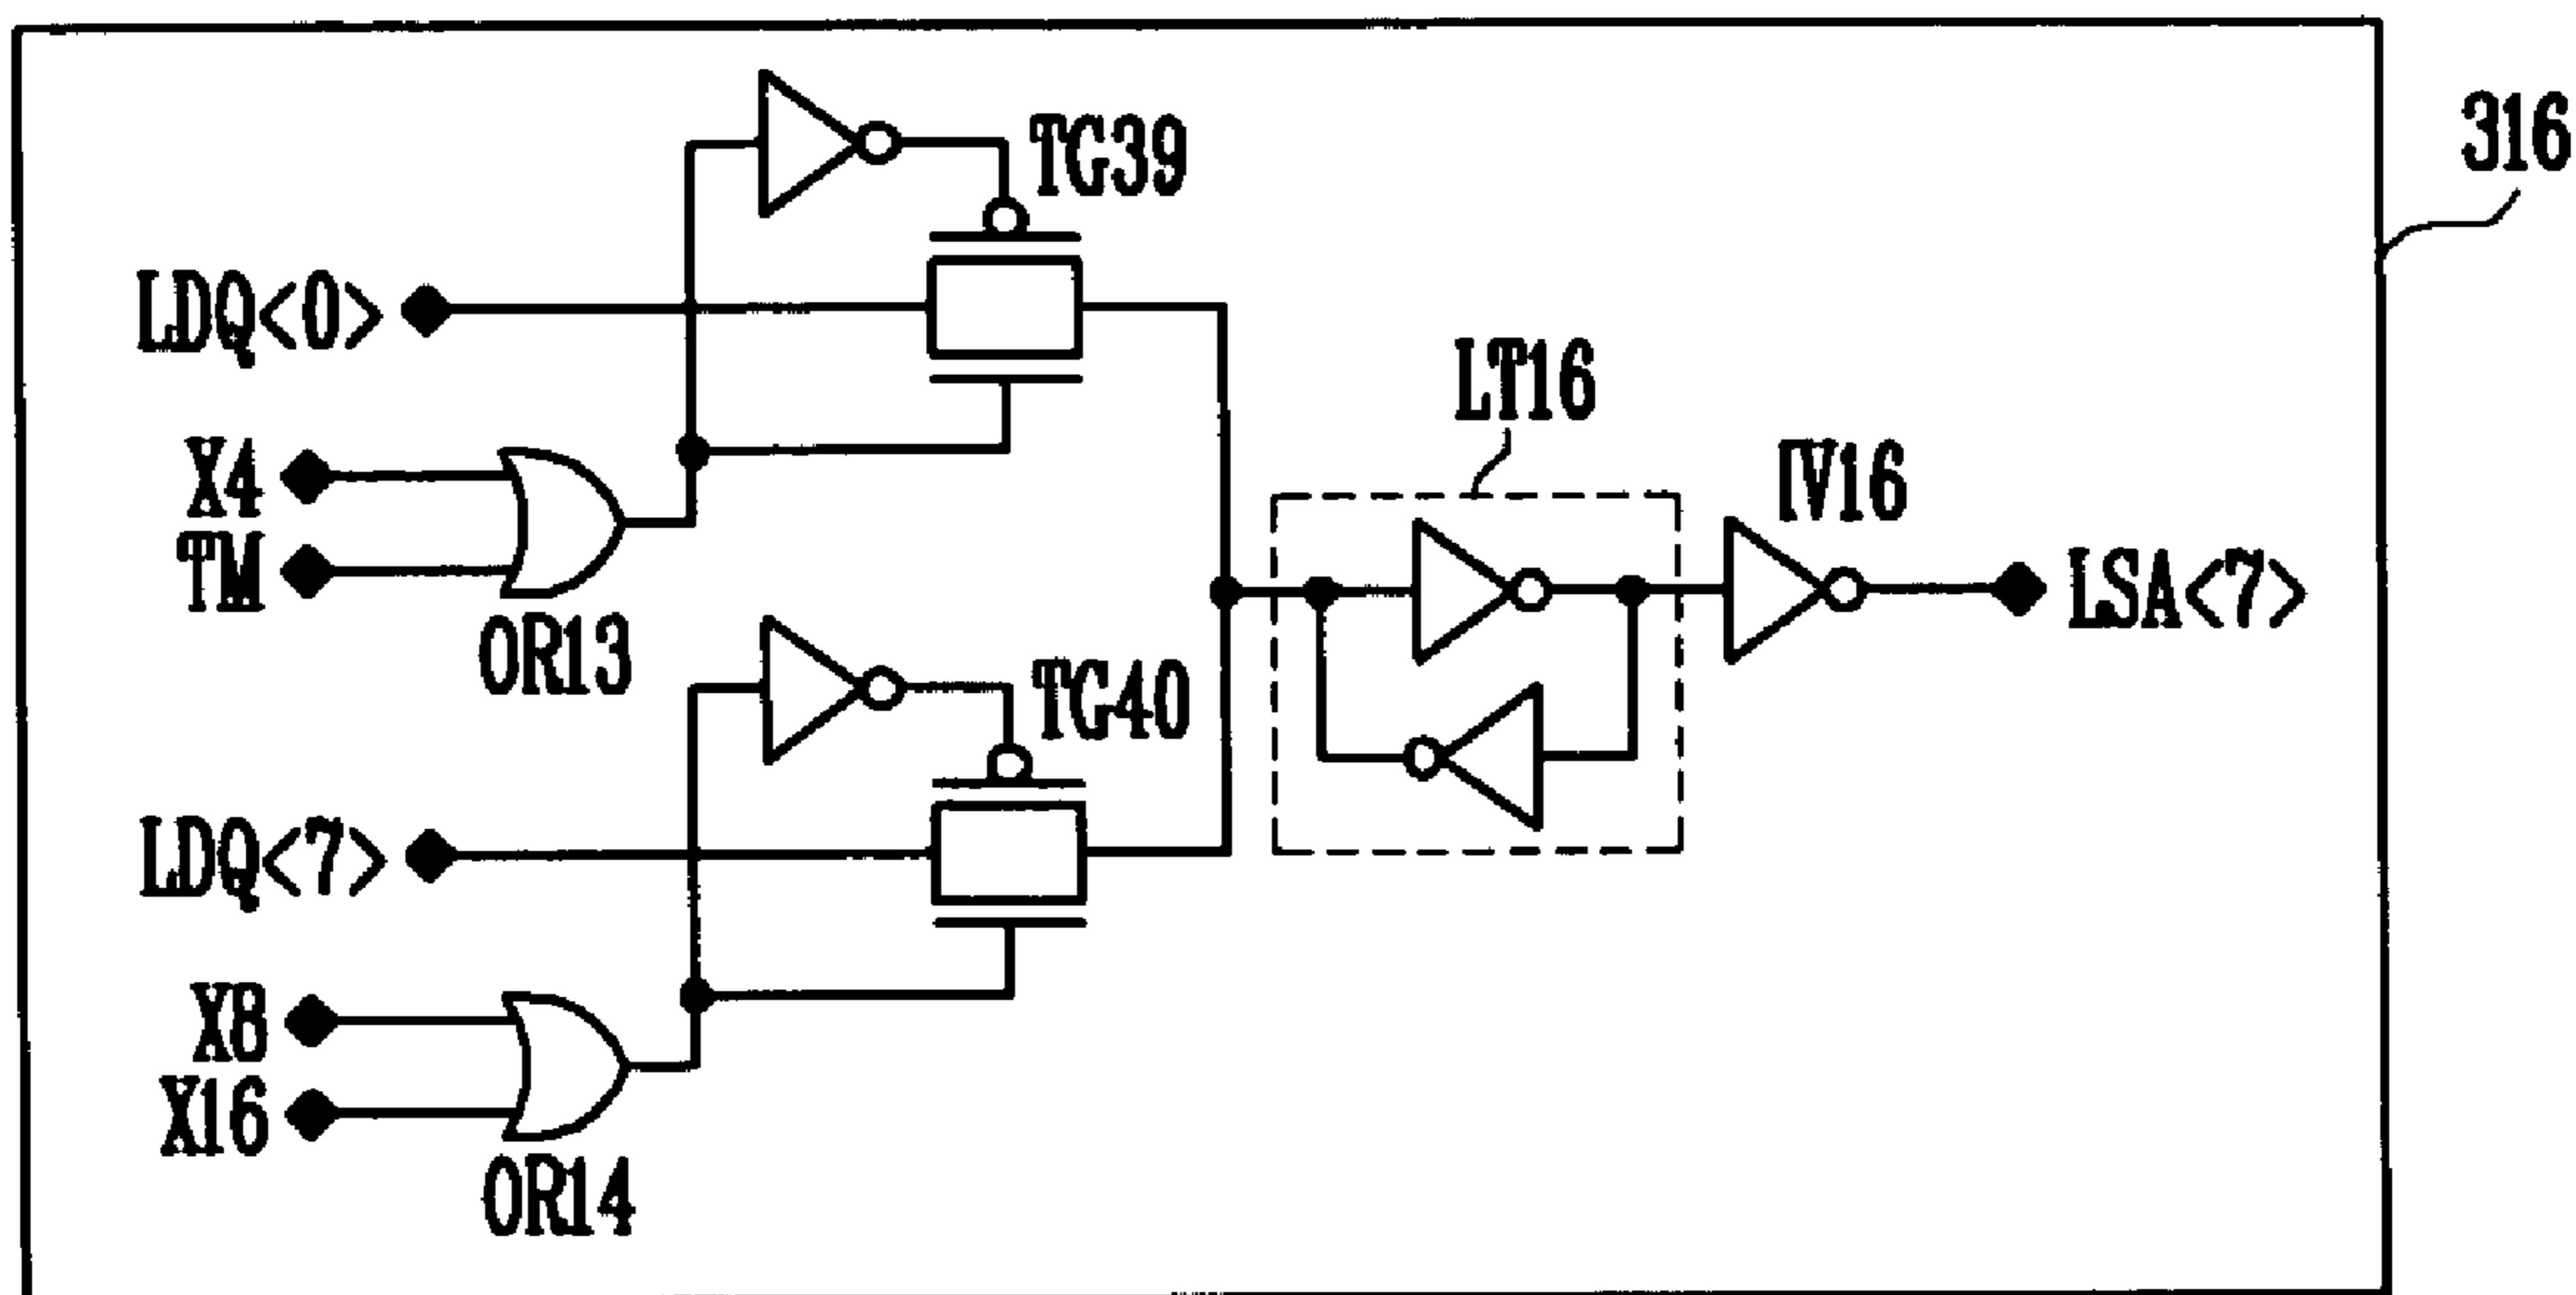 316
TG39
LDQ<0>
LT16
X4
IV16
TM
LSA<7>
OR13
TG40
LDQ<7>
X8
X16
OR14